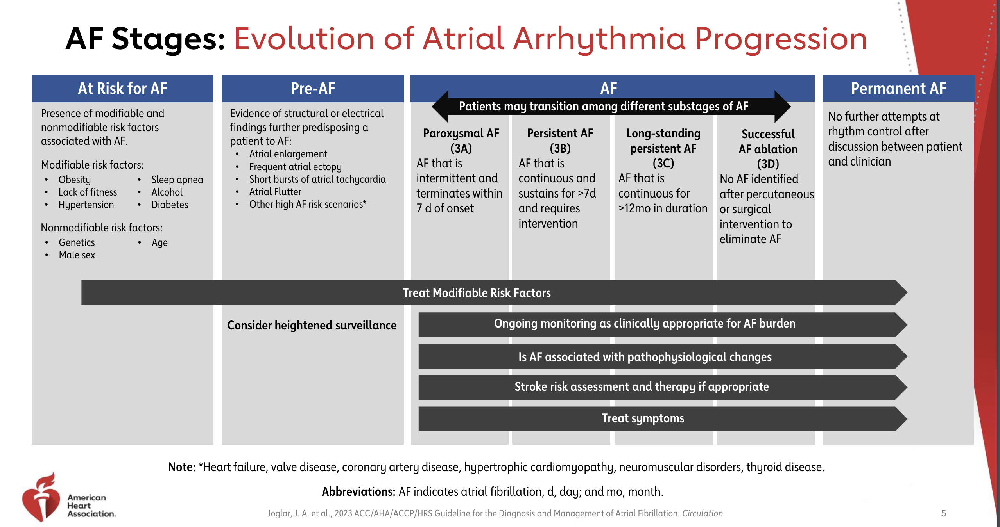 AF Stages: Evolution of Atrial Arrhythmia Progression
At Risk for AF
Presence of modifiable and
nonmodifiable risk factors
associated with AF.
Modifiable risk factors:
• Obesity
• Lack of fitness
• Hypertension
• Sleep apnea
• Alcohol
• Diabetes
Nonmodifiable risk factors:
• Genetics
• Male sex
• Age
Pre-AF
Evidence of structural or electrical
findings further predisposing a
patient to AF:
• Atrial enlargement
• Frequent atrial ectopy
• Short bursts of atrial tachycardia
• Atrial Flutter
• Other high AF risk scenarios*
AF
Patients may transition among different substages of AF
Paroxysmal AF
(3A)
AF that is
intermittent and
terminates within
7 d of onset
Persistent AF
(3B)
AF that is
continuous and
sustains for >7d
and requires
intervention
Long-standing
persistent AF
(3C)
AF that is
continuous for
>12mo in duration
Successful
AF ablation
(3D)
No AF identified
after percutaneous
or surgical
intervention to
eliminate AF
Permanent AF
No further attempts at
rhythm control after
discussion between patient
and clinician
Treat Modifiable Risk Factors
Consider heightened surveillance
Ongoing monitoring as clinically appropriate for AF burden
Is AF associated with pathophysiological changes
Stroke risk assessment and therapy if appropriate
Treat symptoms
Note: *Heart failure, valve disease, coronary artery disease, hypertrophic cardiomyopathy, neuromuscular disorders, thyroid disease.
Abbreviations: AF indicates atrial fibrillation, d, day; and mo, month.
American
Heart
Association.
Joglar, J. A. et al., 2023 ACC/AHA/ACCP/HRS Guideline for the Diagnosis and Management of Atrial Fibrillation. Circulation.
5